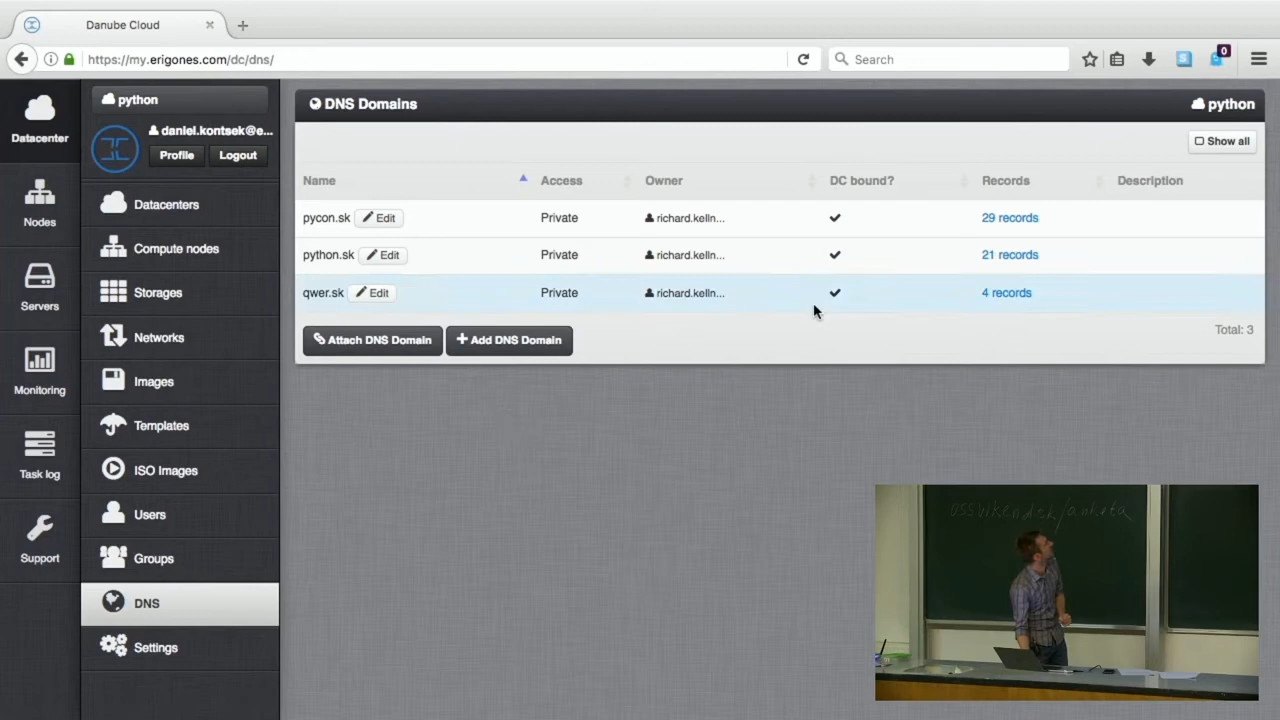 Danube Cloud
https://my.erigones.com/dc/dns/
Search
0
S
Datacenter
Nodes
Servers
Monitoring
Task log
Support
python
daniel.kontsek@e...
Profile
Logout
Datacenters
Compute nodes
Storages
Networks
Images
Templates
ISO Images
Users
Groups
DNS
Settings
DNS Domains
python
Show all
Name Access Owner DC bound? Records Description
pycon.sk Edit Private richard.kelln... 29 records
python.sk Edit Private richard.kelln... 21 records
qwer.sk Edit Private richard.kelln... 4 records
Attach DNS Domain
Add DNS Domain
Total: 3